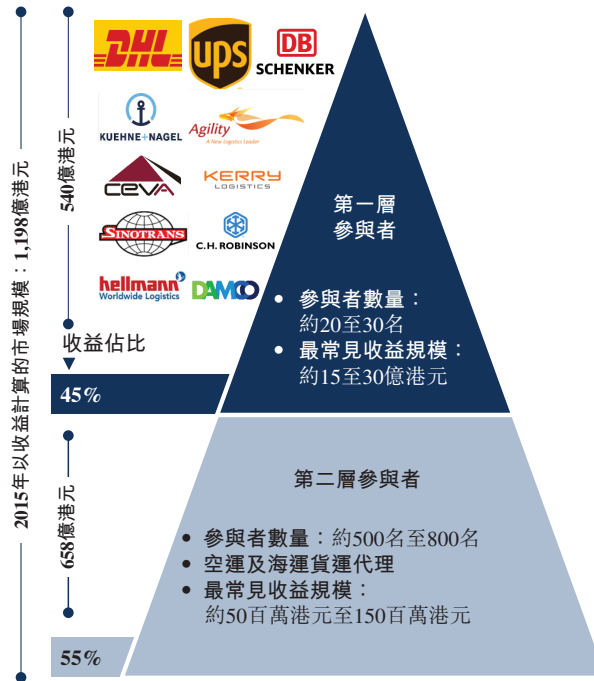 2015年以收益計算的市場規模：1,198億港元
540億港元
DHL
ups
DB
SCHENKER
KUEHNE+NAGEL
Agility
A New Logistics Leader
CEVA
KERRY
LOGISTICS
SINOTRANS
C.H. ROBINSON
hellmann
Worldwide Logistics
DAMCO
收益佔比
45%
第一層
參與者
• 參與者數量：
約20至30名
• 最常見收益規模：
約15至30億港元
658億港元
55%
第二層參與者
• 參與者數量：約500名至800名
• 空運及海運貨運代理
• 最常見收益規模：
約50百萬港元至150百萬港元